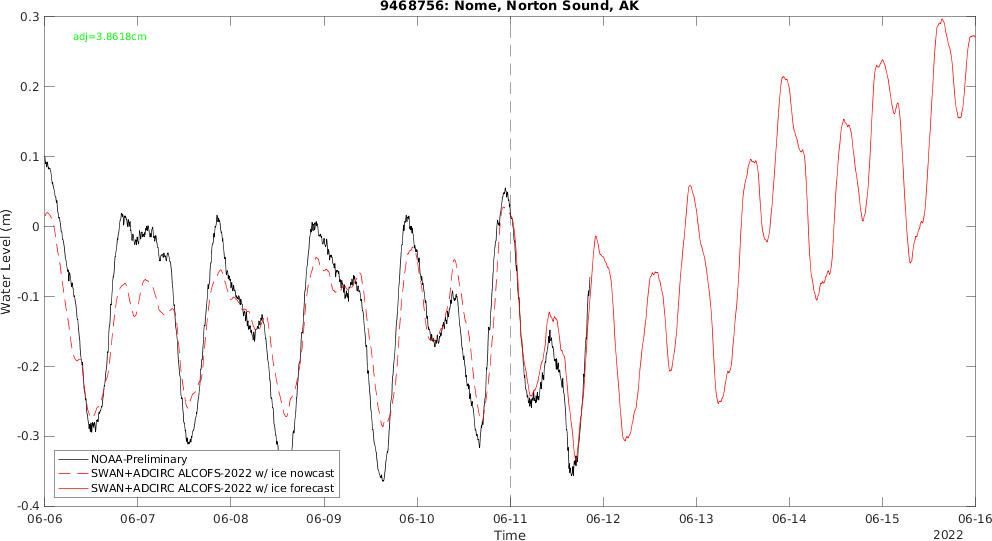 9468756: Nome, Norton Sound, AK
adj=3.8618cm
0.3
0.2
0.1
0
-0.1
-0.2
-0.3
-0.4
Water Level (m)
NOAA-Preliminary
SWAN+ADCIRC ALCOFS-2022 w/ ice nowcast
SWAN+ADCIRC ALCOFS-2022 w/ ice forecast
06-06 06-07 06-08 06-09 06-10 06-11 06-12 06-13 06-14 06-15 06-16
Time
2022